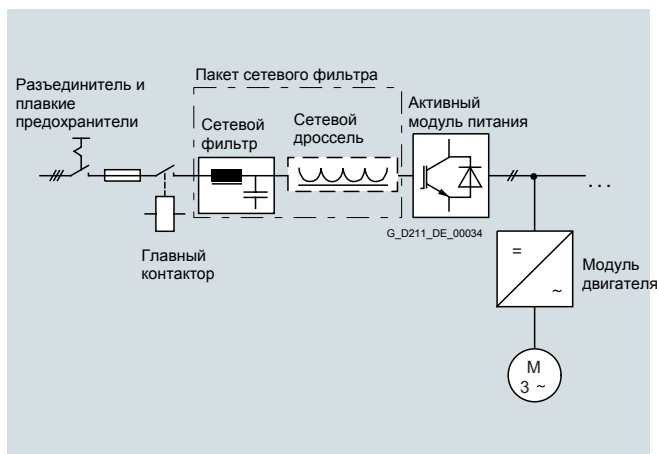 Пакет сетевого фильтра
Разъединитель и
плавкие
предохранители
Сетевой
фильтр
Сетевой
дроссель
Активный
модуль питания
G_D211_DE_00034
Главный
контактор
...
=
~
Модуль
двигателя
M
3 ~